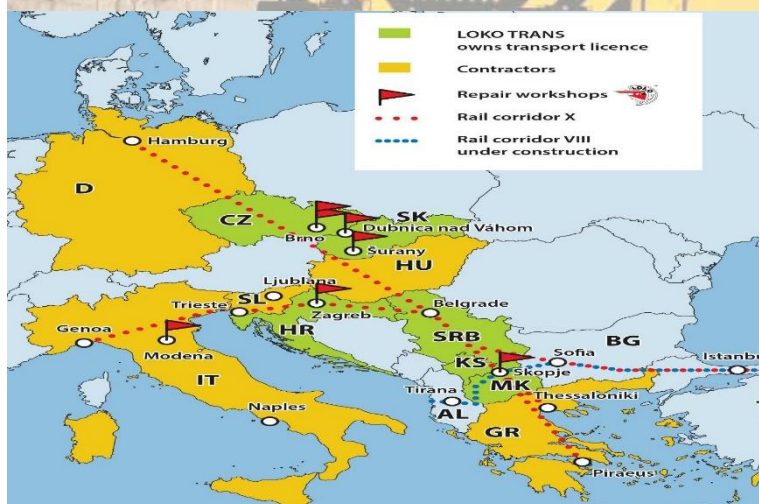 LOKO TRANS
owns transport licence
Contractors
Repair workshops
Rail corridor X
Rail corridor VIII
under construction
Hamburg
D
CZ
SK
Dubnica nad Váhom
Brno
Šurany
HU
Ljublana
Trieste
SL
Zagreb
Belgrade
Genoa
HR
SRB
Modena
KS
Sofia
BG
Istanbu
IT
Skopje
Tirana
MK
Thessaloniki
AL
Naples
GR
Piraeus